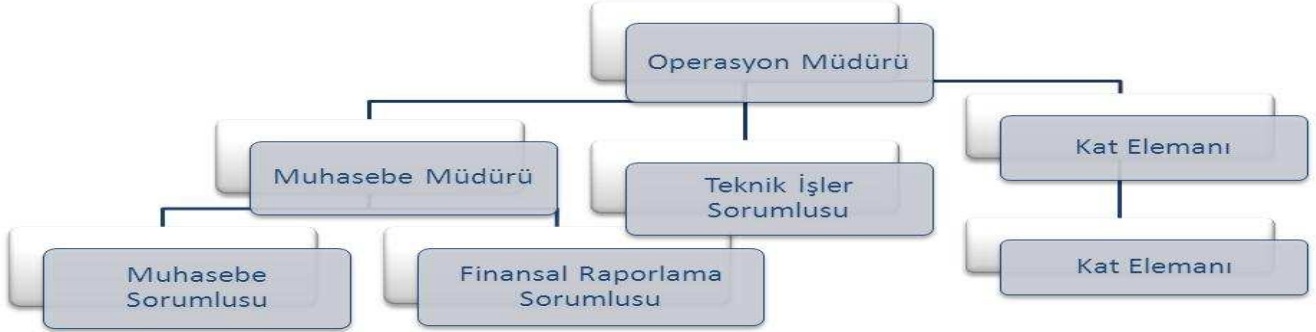 Operasyon Müdürü
Muhasebe Müdürü
Teknik İşler
Sorumlusu
Kat Elemanı
Muhasebe
Sorumlusu
Finansal Raporlama
Sorumlusu
Kat Elemanı